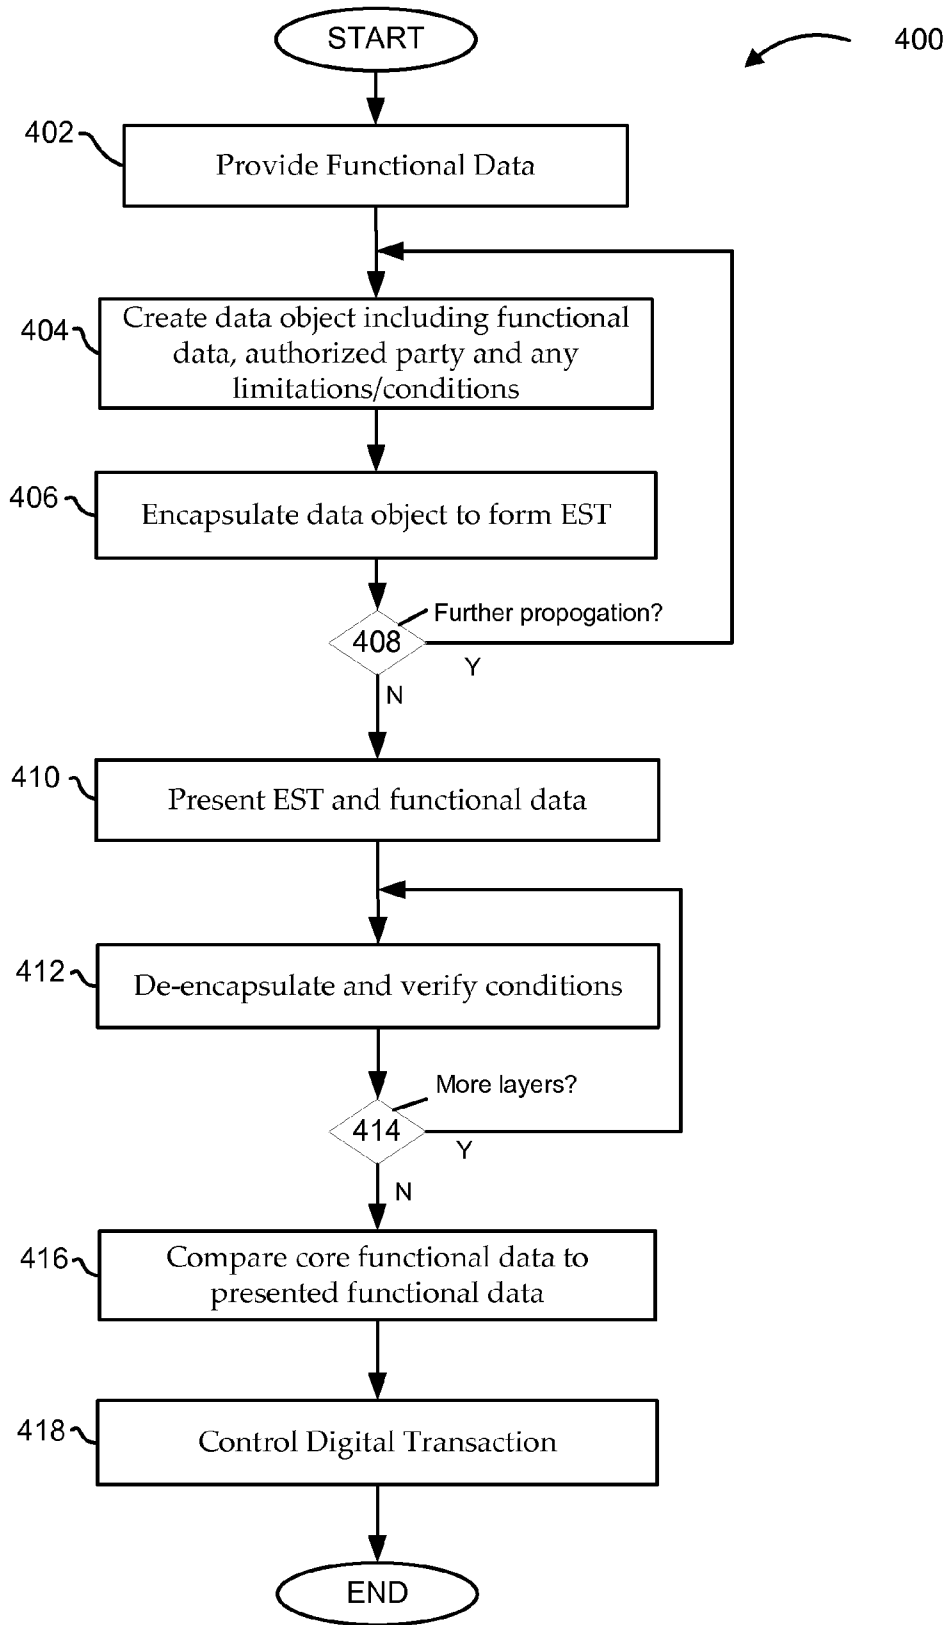 START
400
402
Provide Functional Data
404
Create data object including functional
data, authorized party and any
limitations/conditions
406
Encapsulate data object to form EST
Further propogation?
408
Y
N
410
Present EST and functional data
412
De-encapsulate and verify conditions
More layers?
414
Y
N
416
Compare core functional data to
presented functional data
418
Control Digital Transaction
END